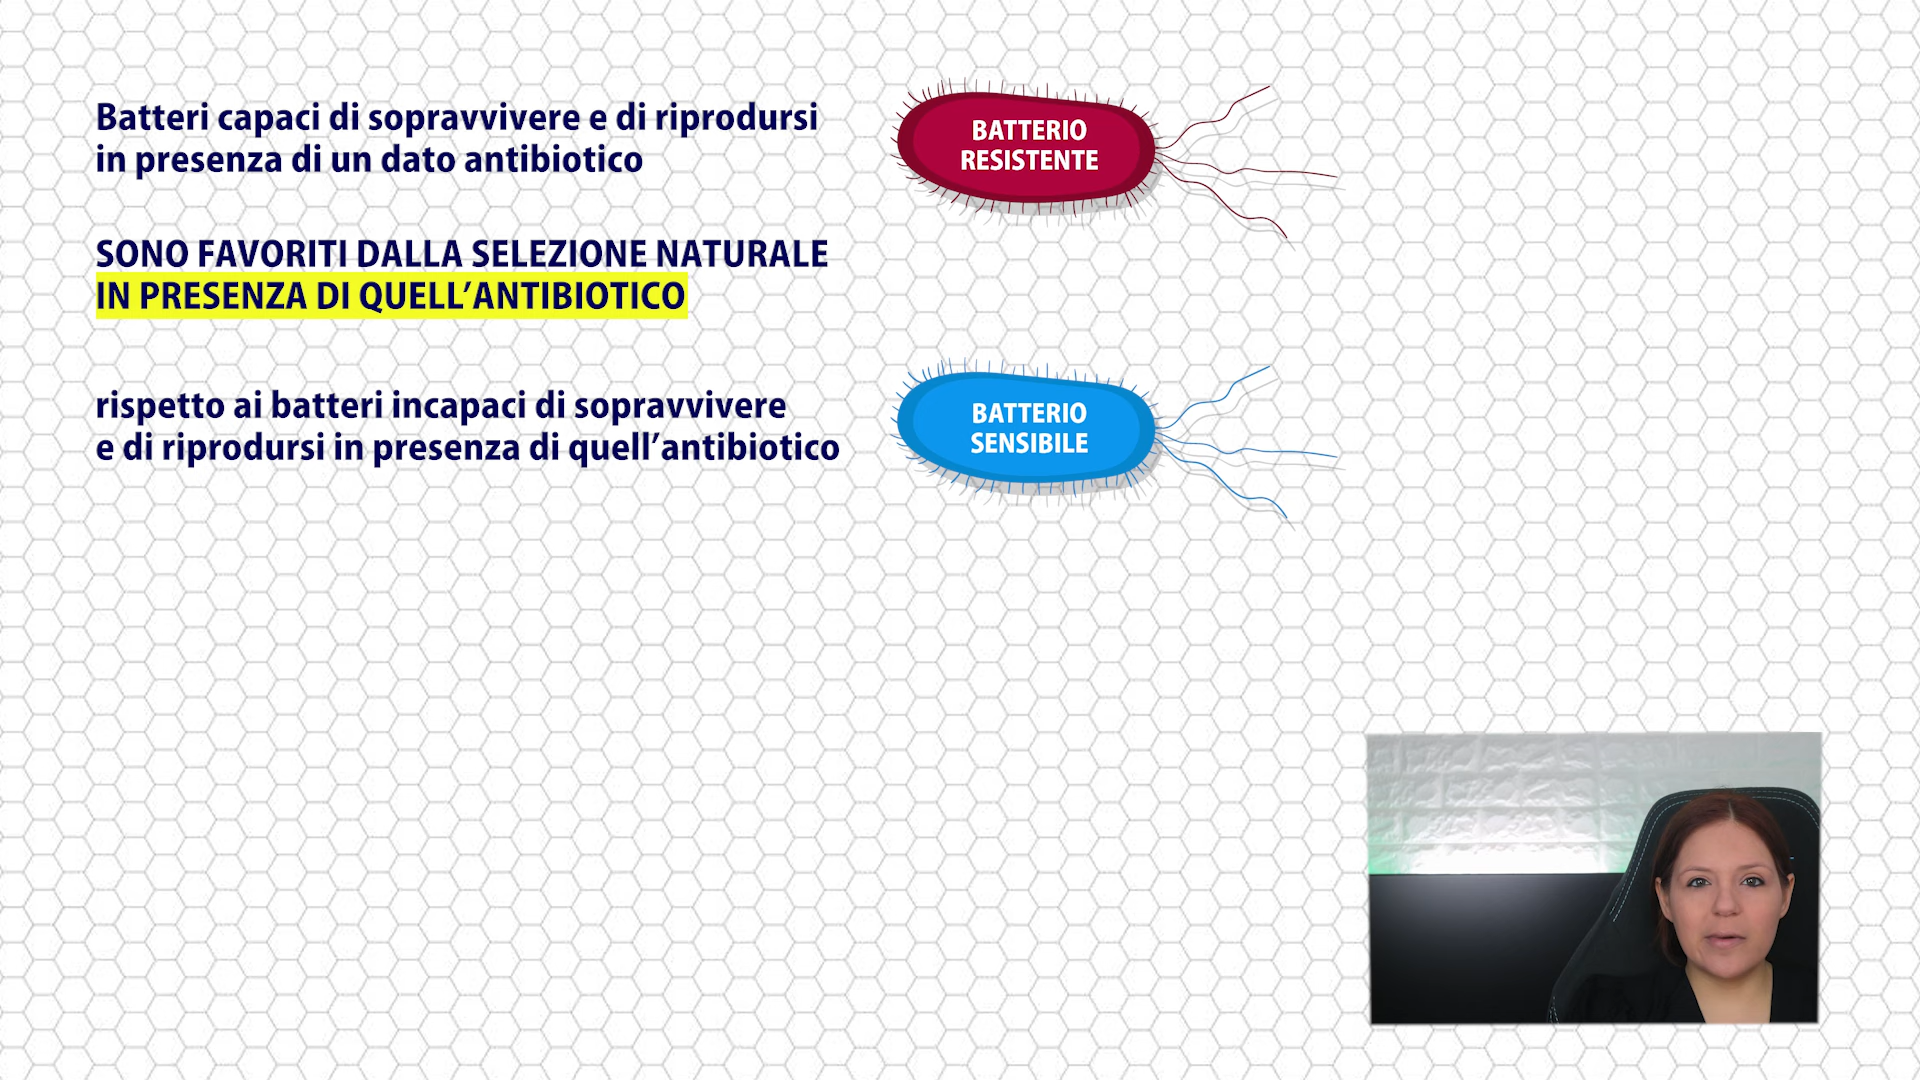 Batteri capaci di sopravvivere e di riprodursi
in presenza di un dato antibiotico
BATTERIO
RESISTENTE
SONO FAVORITI DALLA SELEZIONE NATURALE
IN PRESENZA DI QUELL’ANTIBIOTICO
rispetto ai batteri incapaci di sopravvivere
e di riprodursi in presenza di quell’antibiotico
BATTERIO
SENSIBILE